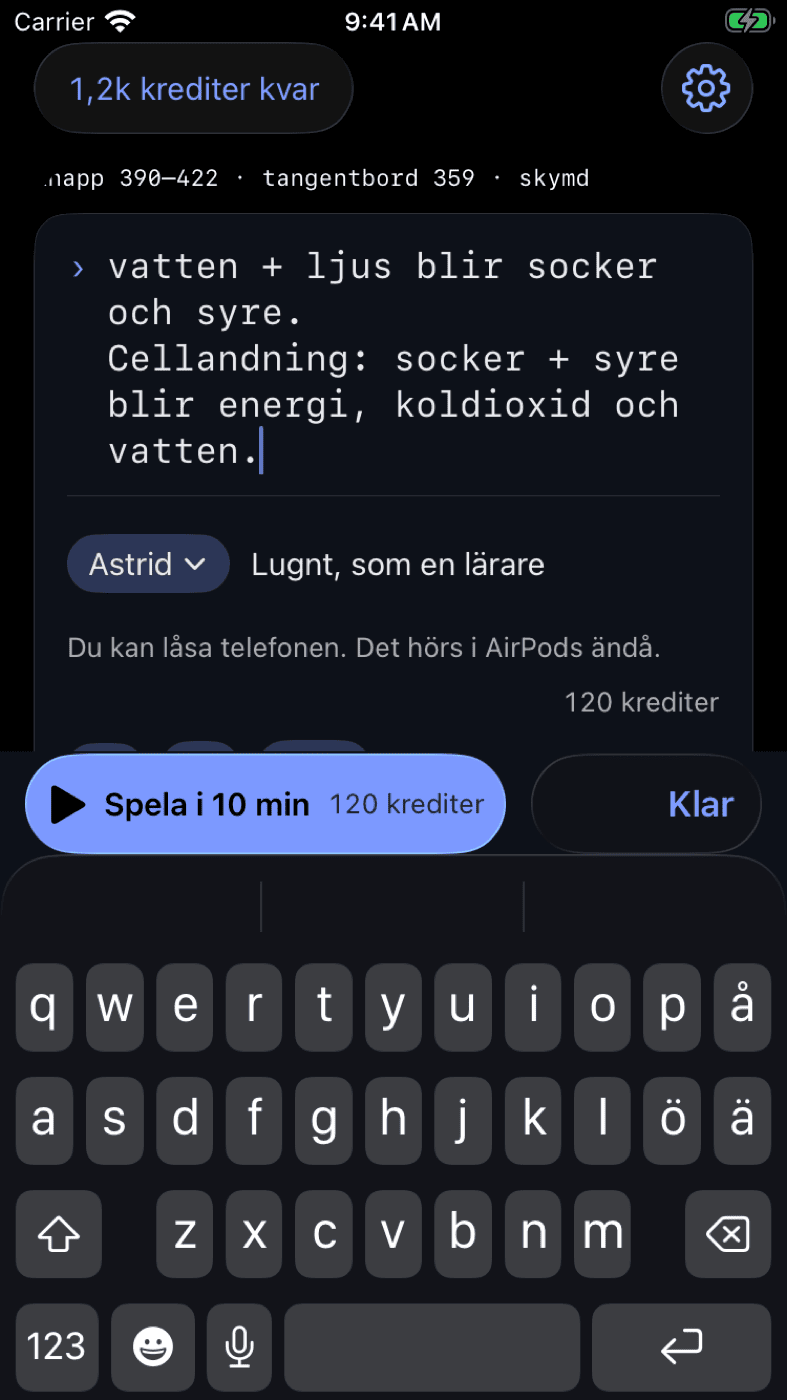 Carrier 9:41 AM
1,2k krediter kvar
390–422 · tangentbord 359 · skymd
› vatten + ljus blir socker
och syre.
Cellandning: socker + syre
blir energi, koldioxid och
vatten.
Astrid Lugnt, som en lärare
Du kan låsa telefonen. Det hörs i AirPods ändå.
120 krediter
Spela i 10 min 120 krediter Klar
q w e r t y u i o p å
a s d f g h j k l ö ä
z x c v b n m
123